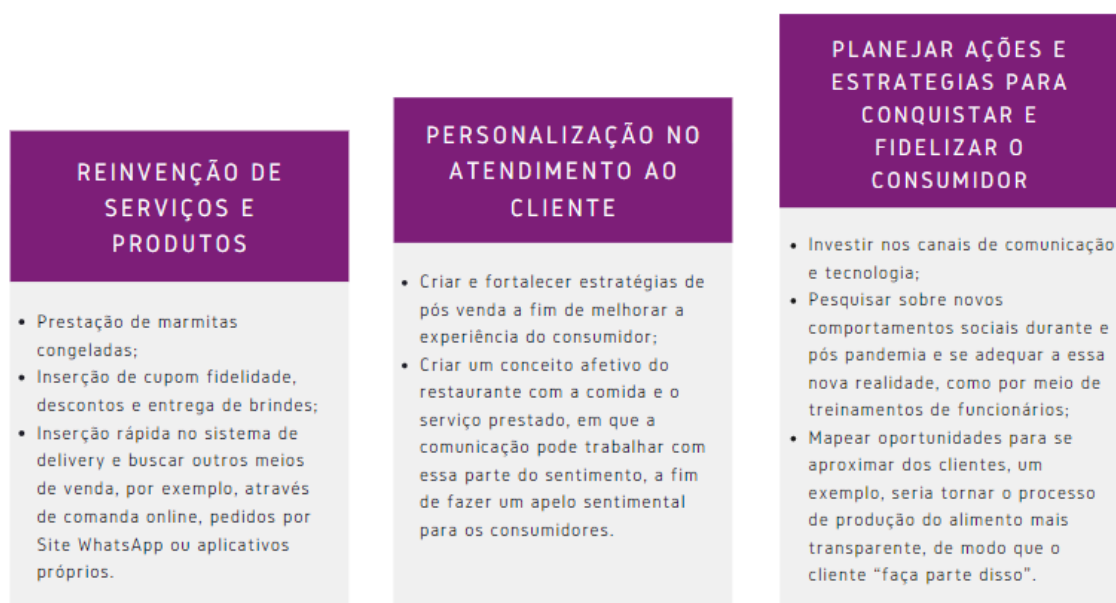 REINVENÇÃO DE
SERVIÇOS E
PRODUTOS
• Prestação de marmitas
congeladas;
• Inserção de cupom fidelidade,
descontos e entrega de brindes;
• Inserção rápida no sistema de
delivery e buscar outros meios
de venda, por exemplo, através
de comanda online, pedidos por
Site WhatsApp ou aplicativos
próprios.
PERSONALIZAÇÃO NO
ATENDIMENTO AO
CLIENTE
• Criar e fortalecer estratégias de
pós venda a fim de melhorar a
experiência do consumidor;
• Criar um conceito afetivo do
restaurante com a comida e o
serviço prestado, em que a
comunicação pode trabalhar com
essa parte do sentimento, a fim
de fazer um apelo sentimental
para os consumidores.
PLANEJAR AÇÕES E
ESTRATEGIAS PARA
CONQUISTAR E
FIDELIZAR O
CONSUMIDOR
• Investir nos canais de comunicação
e tecnologia;
• Pesquisar sobre novos
comportamentos sociais durante e
pós pandemia e se adequar a essa
nova realidade, como por meio de
treinamentos de funcionários;
• Mapear oportunidades para se
aproximar dos clientes, um
exemplo, seria tornar o processo
de produção do alimento mais
transparente, de modo que o
cliente “faça parte disso”.